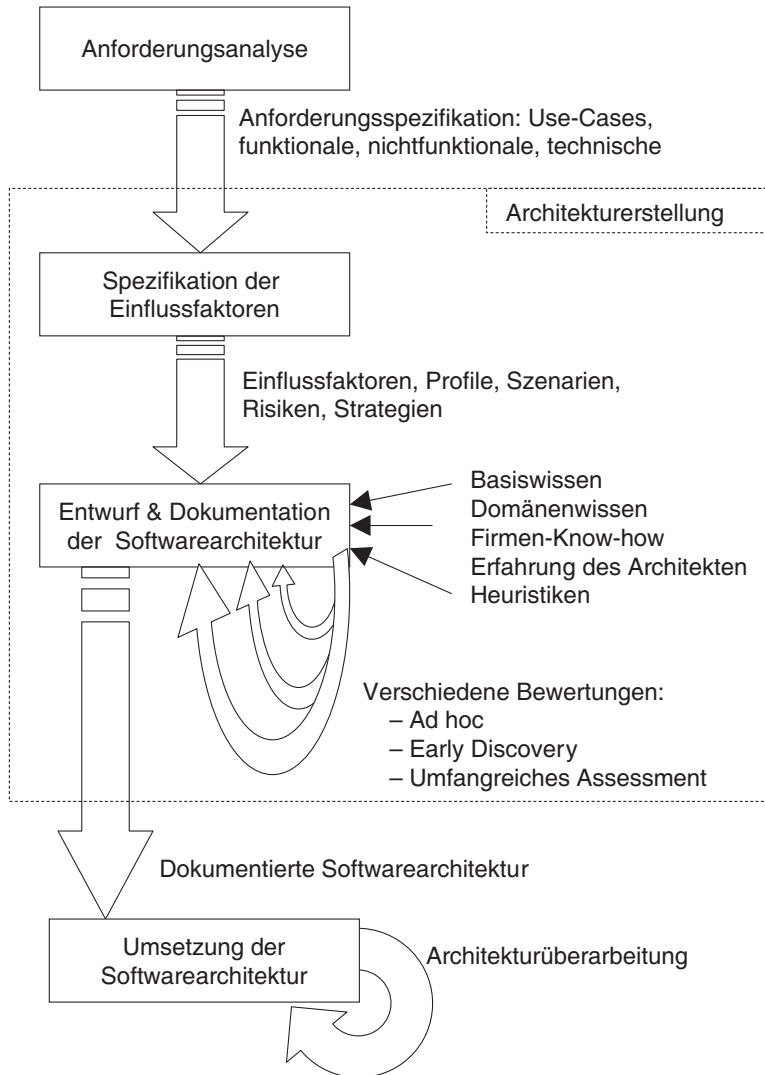 Anforderungsanalyse
Anforderungsspezifikation: Use-Cases,
funktionale, nichtfunktionale, technische
Architekturerstellung
Spezifikation der
Einflussfaktoren
Einflussfaktoren, Profile, Szenarien,
Risiken, Strategien
Entwurf & Dokumentation
der Softwarearchitektur
Basiswissen
Domänenwissen
Firmen-Know-how
Erfahrung des Architekten
Heuristiken
Verschiedene Bewertungen:
– Ad hoc
– Early Discovery
– Umfangreiches Assessment
Dokumentierte Softwarearchitektur
Umsetzung der
Softwarearchitektur
Architekturüberarbeitung